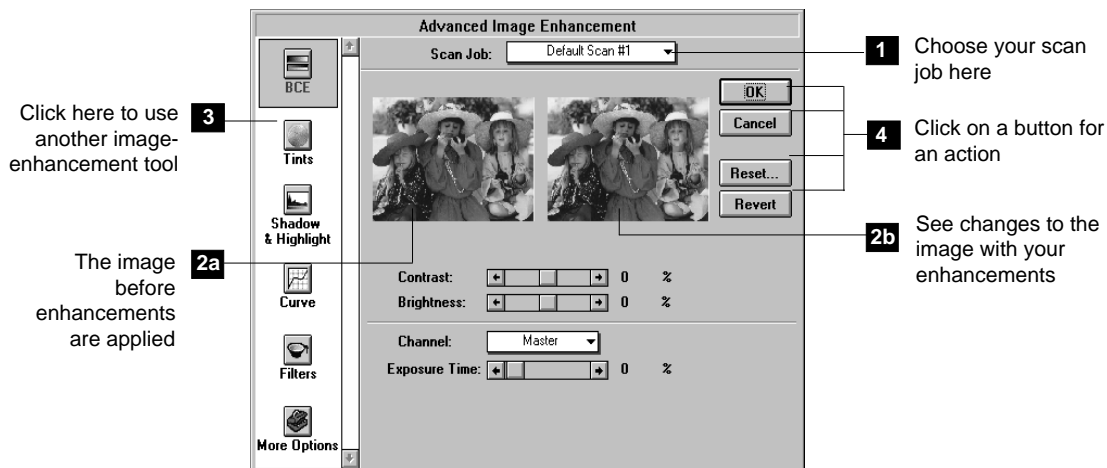 Advanced Image Enhancement
Scan Job: Default Scan #1
1 Choose your scan
job here
BCE
OK
Cancel
Reset...
Revert
Click here to use
another image-
enhancement tool
3
Tints
4 Click on a button for
an action
Shadow
& Highlight
2b See changes to the
image with your
enhancements
The image
before
enhancements
are applied
2a
Curve
Contrast: 0 %
Brightness: 0 %
Channel: Master
Exposure Time: 0 %
Filters
More Options